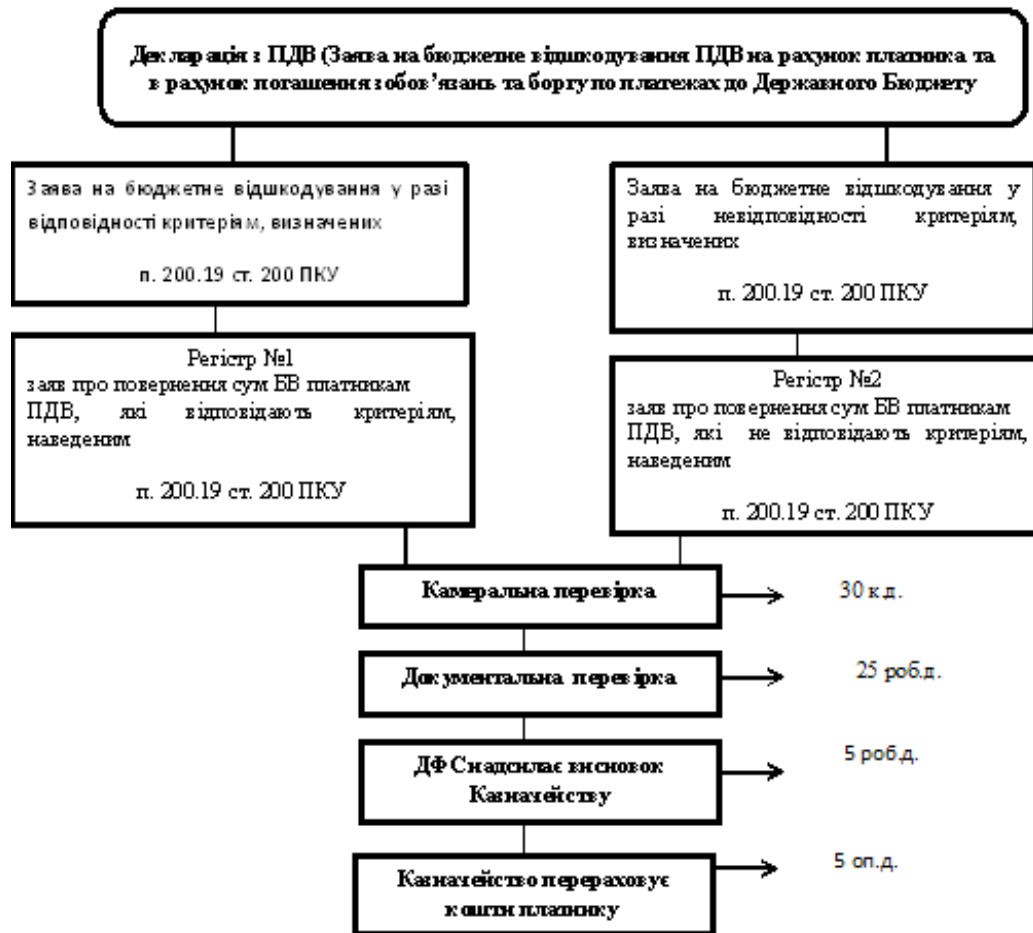 Декларація з ПДВ (Заява на бюджетне відшкодування ПДВ на рахунок платника та
в рахунок погашення зобов’язань та боргу по платежах до Державного Бюджету
Заява на бюджетне відшкодування у разі
відповідності критеріям, визначених
п. 200.19 ст. 200 ПКУ
Заява на бюджетне відшкодування у
разі невідповідності критеріям,
визначених
п. 200.19 ст. 200 ПКУ
Регістр №1
заяв про повернення сум БВ платникам
ПДВ, які відповідають критеріям,
наведеним
п. 200.19 ст. 200 ПКУ
Регістр №2
заяв про повернення сум БВ платникам
ПДВ, які не відповідають критеріям,
наведеним
п. 200.19 ст. 200 ПКУ
Камеральна перевірка
30 к.д.
Документальна перевірка
25 роб.д.
ДФС надсилає висновок
Казначейству
5 роб.д.
Казначейство перераховує
кошти платнику
5 оп.д.